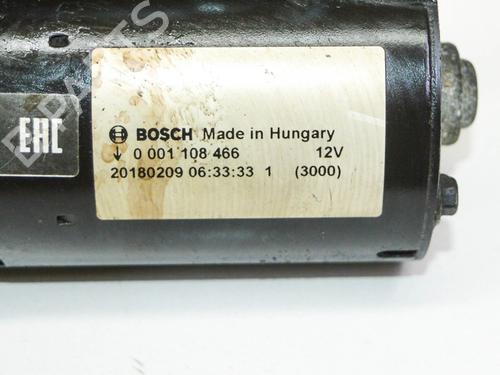 BOSCH Made in Hungary
↓ 0 001 108 466 12V
20180209 06:33:33 1 (3000)
EAC